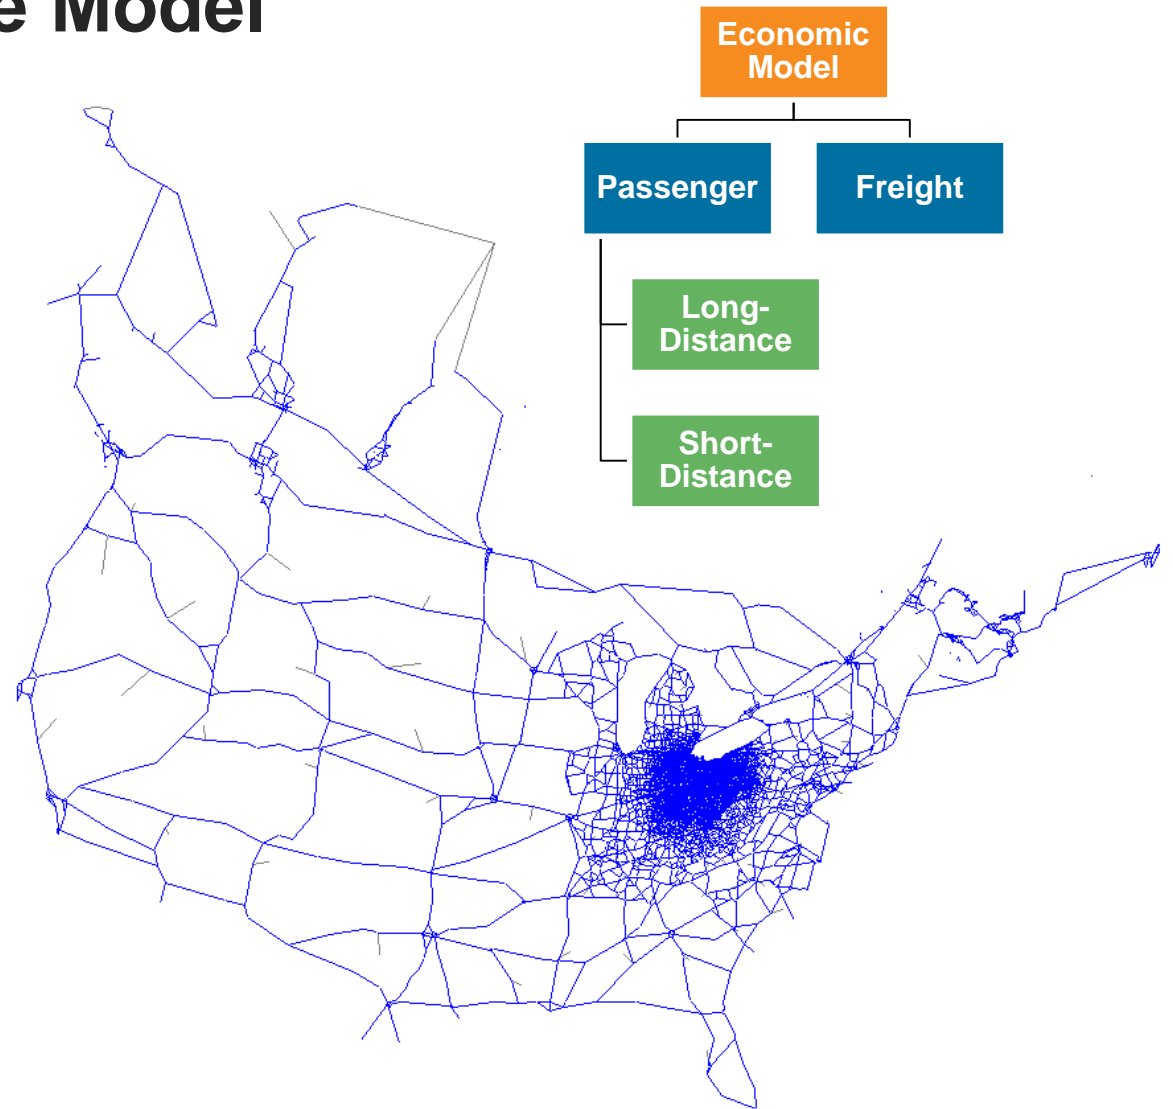 e Model
Economic
Model
Passenger
Freight
Long-
Distance
Short-
Distance